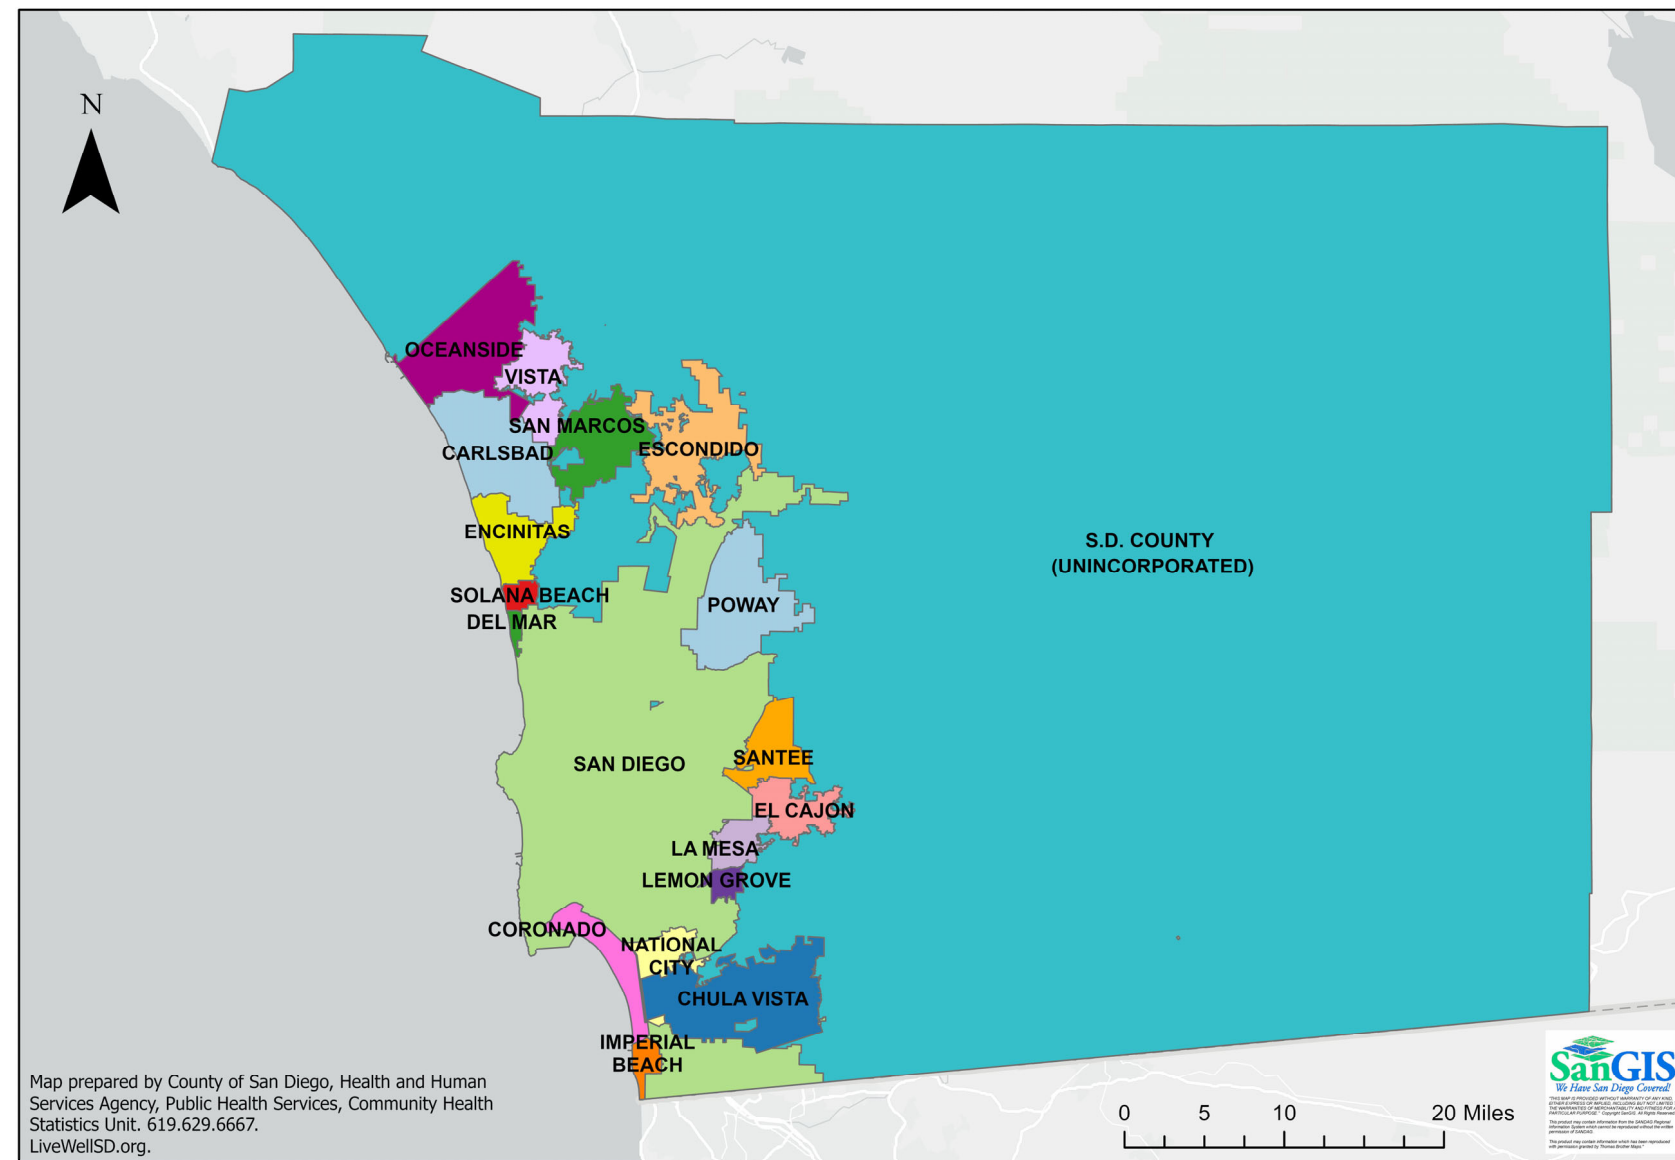 N
OCEANSIDE
VISTA
SAN MARCOS
CARLSBAD
ESCONDIDO
ENCINITAS
S.D. COUNTY
(UNINCORPORATED)
SOLANA BEACH
POWAY
DEL MAR
SAN DIEGO
SANTEE
EL CAJON
LA MESA
LEMON GROVE
CORONADO
NATIONAL
CITY
CHULA VISTA
IMPERIAL
BEACH
Map prepared by County of San Diego, Health and Human
Services Agency, Public Health Services, Community Health
Statistics Unit. 619.629.6667.
LiveWellSD.org.
0 5 10 20 Miles
SanGIS
We Have San Diego Covered!